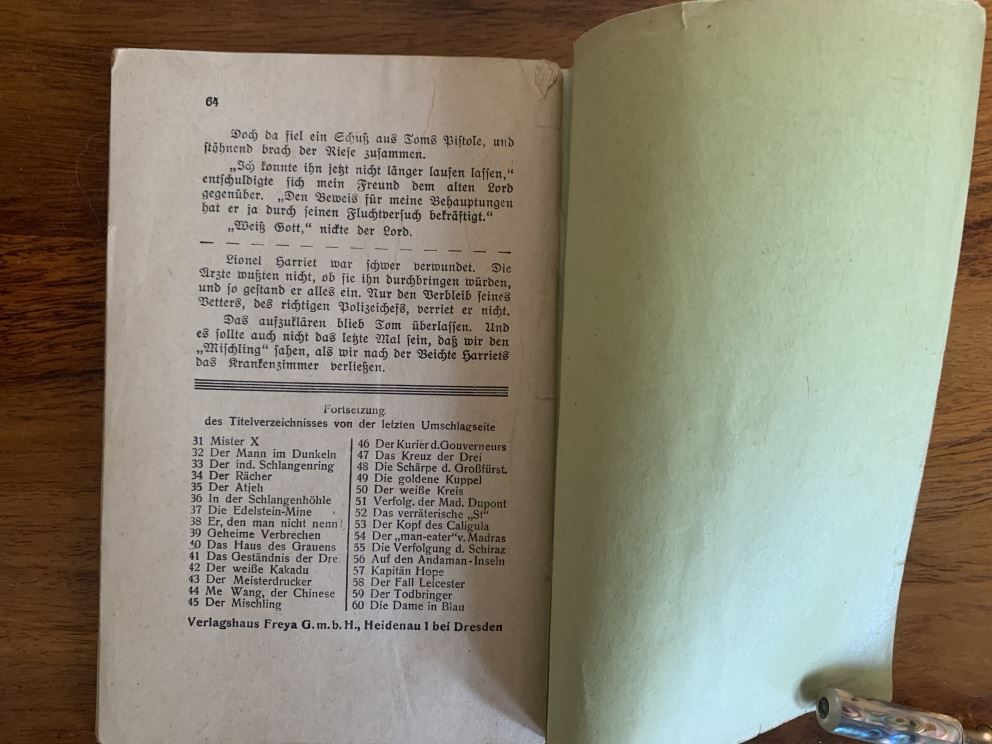 64
Doch da fiel ein Schuß aus Toms Pistole, und
stöhnend brach der Riese zusammen.
„Ich konnte ihn jetzt nicht länger laufen lassen,“
entschuldigte sich mein Freund dem alten Lord
gegenüber. „Den Beweis für meine Behauptungen
hat er ja durch seinen Fluchtversuch bekräftigt.“
„Weiß Gott,“ nickte der Lord.
Lionel Harriet war schwer verwundet. Die
Ärzte wußten nicht, ob sie ihn durchbringen würden,
und so gestand er alles ein. Nur den Verbleib seines
Vetters, des richtigen Polizeichefs, verriet er nicht.
Das aufzuklären blieb Tom überlassen. Und
es sollte auch nicht das letzte Mal sein, daß wir den
„Mischling“ sahen, als wir nach der Beichte Harriets
das Krankenzimmer verließen.
Fortsetzung
des Titelverzeichnisses von der letzten Umschlagseite
31 Mister X
32 Der Mann im Dunkeln
33 Der ind. Schlangenring
34 Der Rächer
35 Der Atjeh
36 In der Schlangenhöhle
37 Die Edelstein-Mine
38 Er, den man nicht nennt
39 Geheime Verbrechen
40 Das Haus des Grauens
41 Das Geständnis der Dre
42 Der weiße Kakadu
43 Der Meisterdrucker
44 Me Wang, der Chinese
45 Der Mischling
46 Der Kurier d. Gouverneurs
47 Das Kreuz der Drei
48 Die Schärpe d. Großfürst.
49 Die goldene Kuppel
50 Der weiße Kreis
51 Verfolg. der Mad. Dupont
52 Das verräterische „St“
53 Der Kopf des Caligula
54 Der „man-eater“ v. Madras
55 Die Verfolgung d. Schiraz
56 Auf den Andaman-Inseln
57 Kapitän Hope
58 Der Fall Leicester
59 Der Todbringer
60 Die Dame in Blau
Verlagshaus Freya G.m.b.H., Heidenau 1 bei Dresden